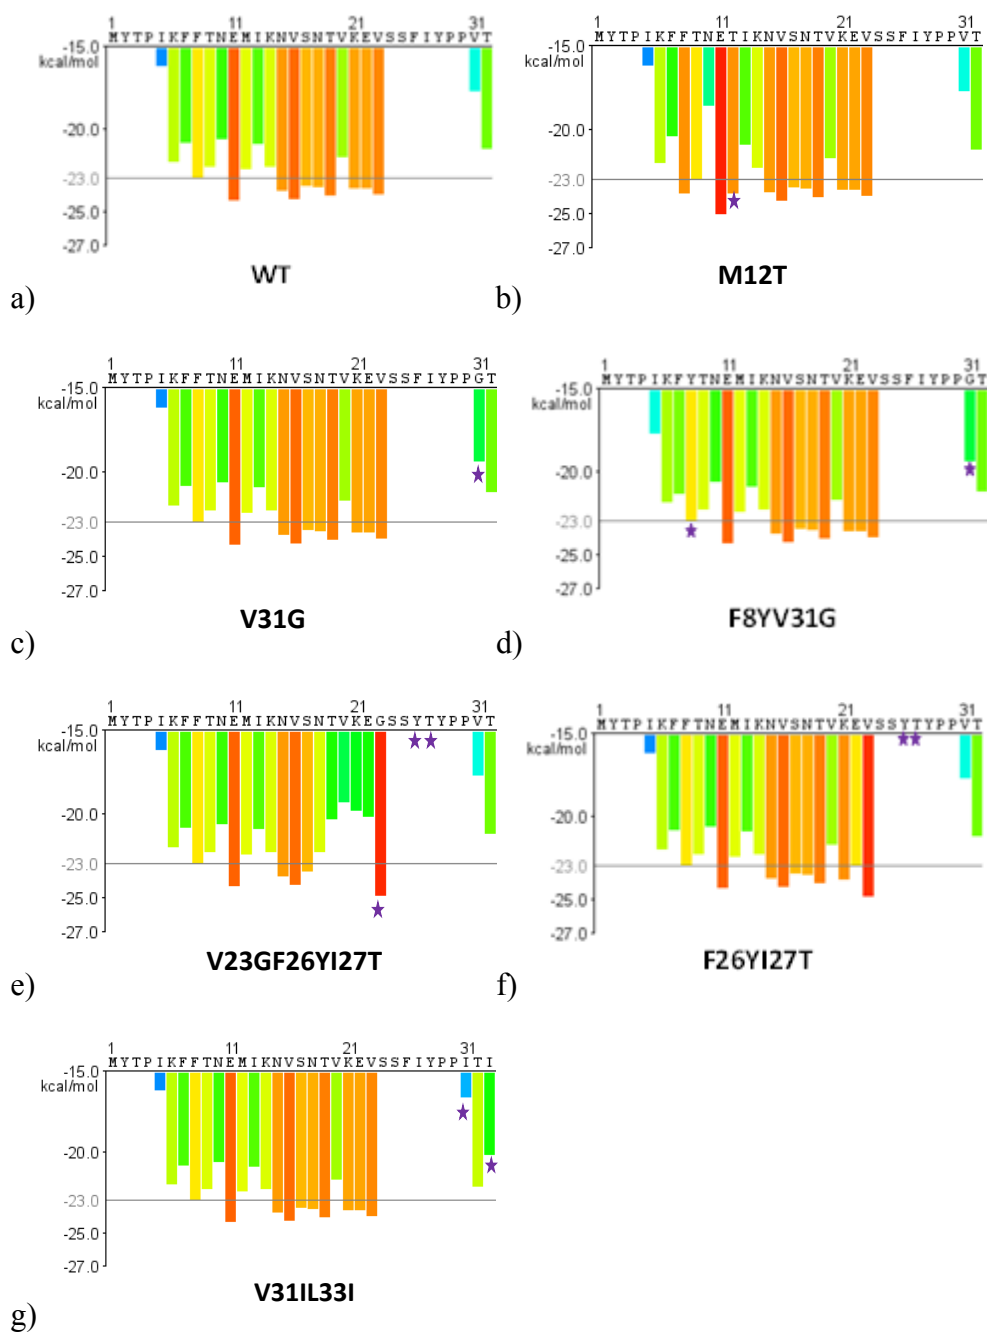 1 11 21 31
MYTPIKFFTNEMIKNVSNTVKEVSSFIYPPVT
-15.0
kcal/mol
-20.0
-23.0
-25.0
-27.0
WT
a)
1 11 21 31
MYTPIKFFTNETIKNVSNTVKEVSSFIYPPVT
-15.0
kcal/mol
-20.0
-23.0
-25.0
-27.0
M12T
b)
1 11 21 31
MYTPIKFFTNEMIKNVSNTVKEVSSFIYPPGT
-15.0
kcal/mol
-20.0
-23.0
-25.0
-27.0
V31G
c)
1 11 21 31
MYTPIKFYTNEMIKNVSNTVKEVSSFIYPPGT
-15.0
kcal/mol
-20.0
-23.0
-25.0
-27.0
F8YV31G
d)
1 11 21 31
MYTPIKFFTNEMIKNVSNTVKEGSSYTYPPVT
-15.0
kcal/mol
-20.0
-23.0
-25.0
-27.0
V23GF26YI27T
e)
1 11 21 31
MYTPIKFFTNEMIKNVSNTVKEVSSYTYPPVT
-15.0
kcal/mol
-20.0
-23.0
-25.0
-27.0
F26YI27T
f)
1 11 21 31
MYTPIKFFTNEMIKNVSNTVKEVSSFIYPPITI
-15.0
kcal/mol
-20.0
-23.0
-25.0
-27.0
V31IL33I
g)